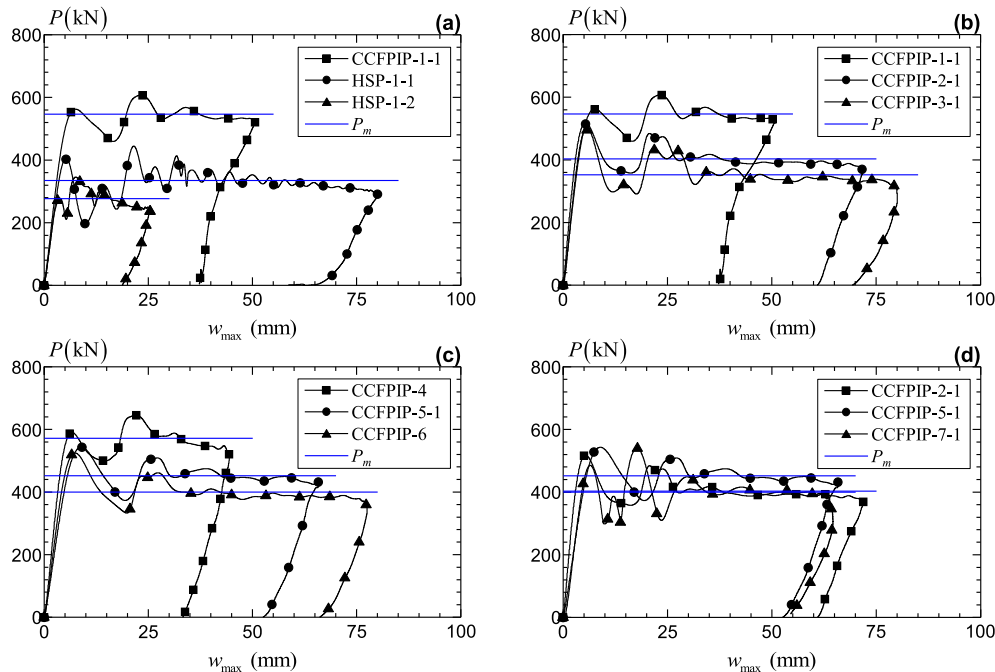 P(kN) (a)
800
600
400
200
0
CCFPIP-1-1
HSP-1-1
HSP-1-2
Pm
0 25 50 75 100
wmax (mm)
P(kN) (b)
800
600
400
200
0
CCFPIP-1-1
CCFPIP-2-1
CCFPIP-3-1
Pm
0 25 50 75 100
wmax (mm)
P(kN) (c)
800
600
400
200
0
CCFPIP-4
CCFPIP-5-1
CCFPIP-6
Pm
0 25 50 75 100
wmax (mm)
P(kN) (d)
800
600
400
200
0
CCFPIP-2-1
CCFPIP-5-1
CCFPIP-7-1
Pm
0 25 50 75 100
wmax (mm)